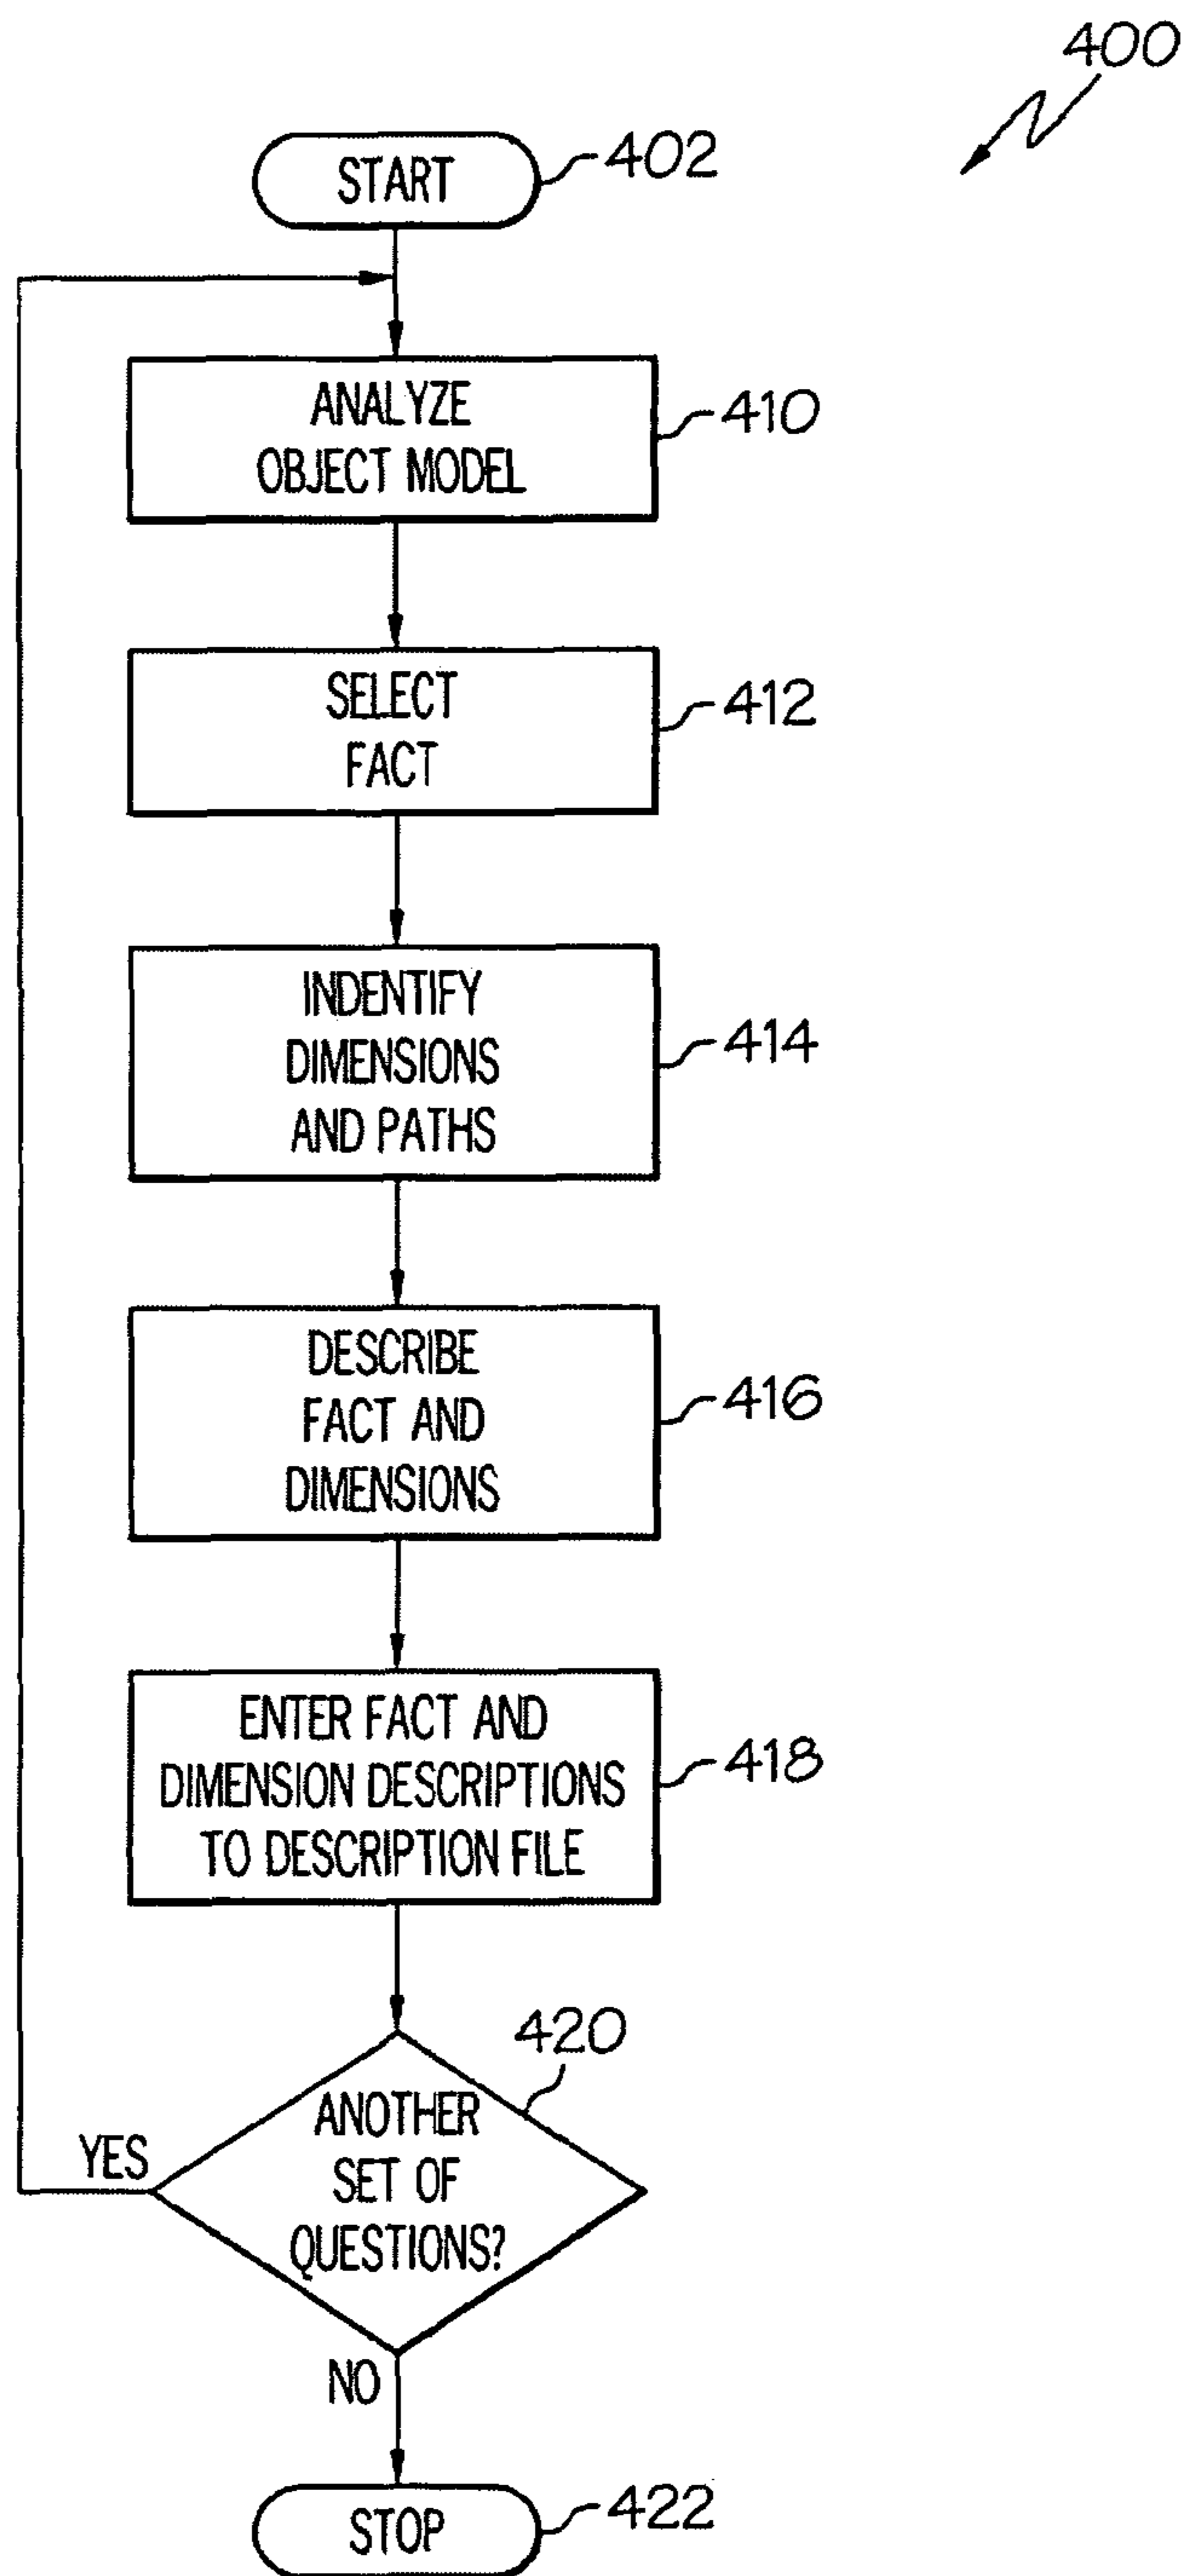 400
START
402
ANALYZE
OBJECT MODEL
410
SELECT
FACT
412
INDENTIFY
DIMENSIONS
AND PATHS
414
DESCRIBE
FACT AND
DIMENSIONS
416
ENTER FACT AND
DIMENSION DESCRIPTIONS
TO DESCRIPTION FILE
418
420
ANOTHER
SET OF
QUESTIONS?
YES
NO
STOP
422